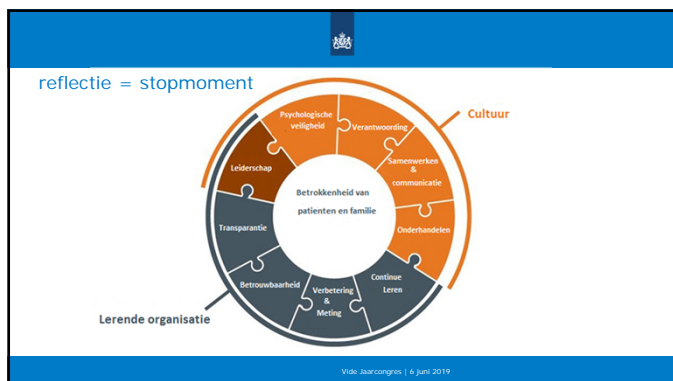 reflectie = stopmoment
Cultuur
Psychologische
veiligheid
Verantwoording
Samenwerken
&
communicatie
Leiderschap
Betrokkenheid van
patienten en familie
Transparantie
Onderhandelen
Betrouwbaarheid
Verbetering
&
Meting
Continue
Leren
Lerende organisatie
Vide Jaarcongres | 6 juni 2019